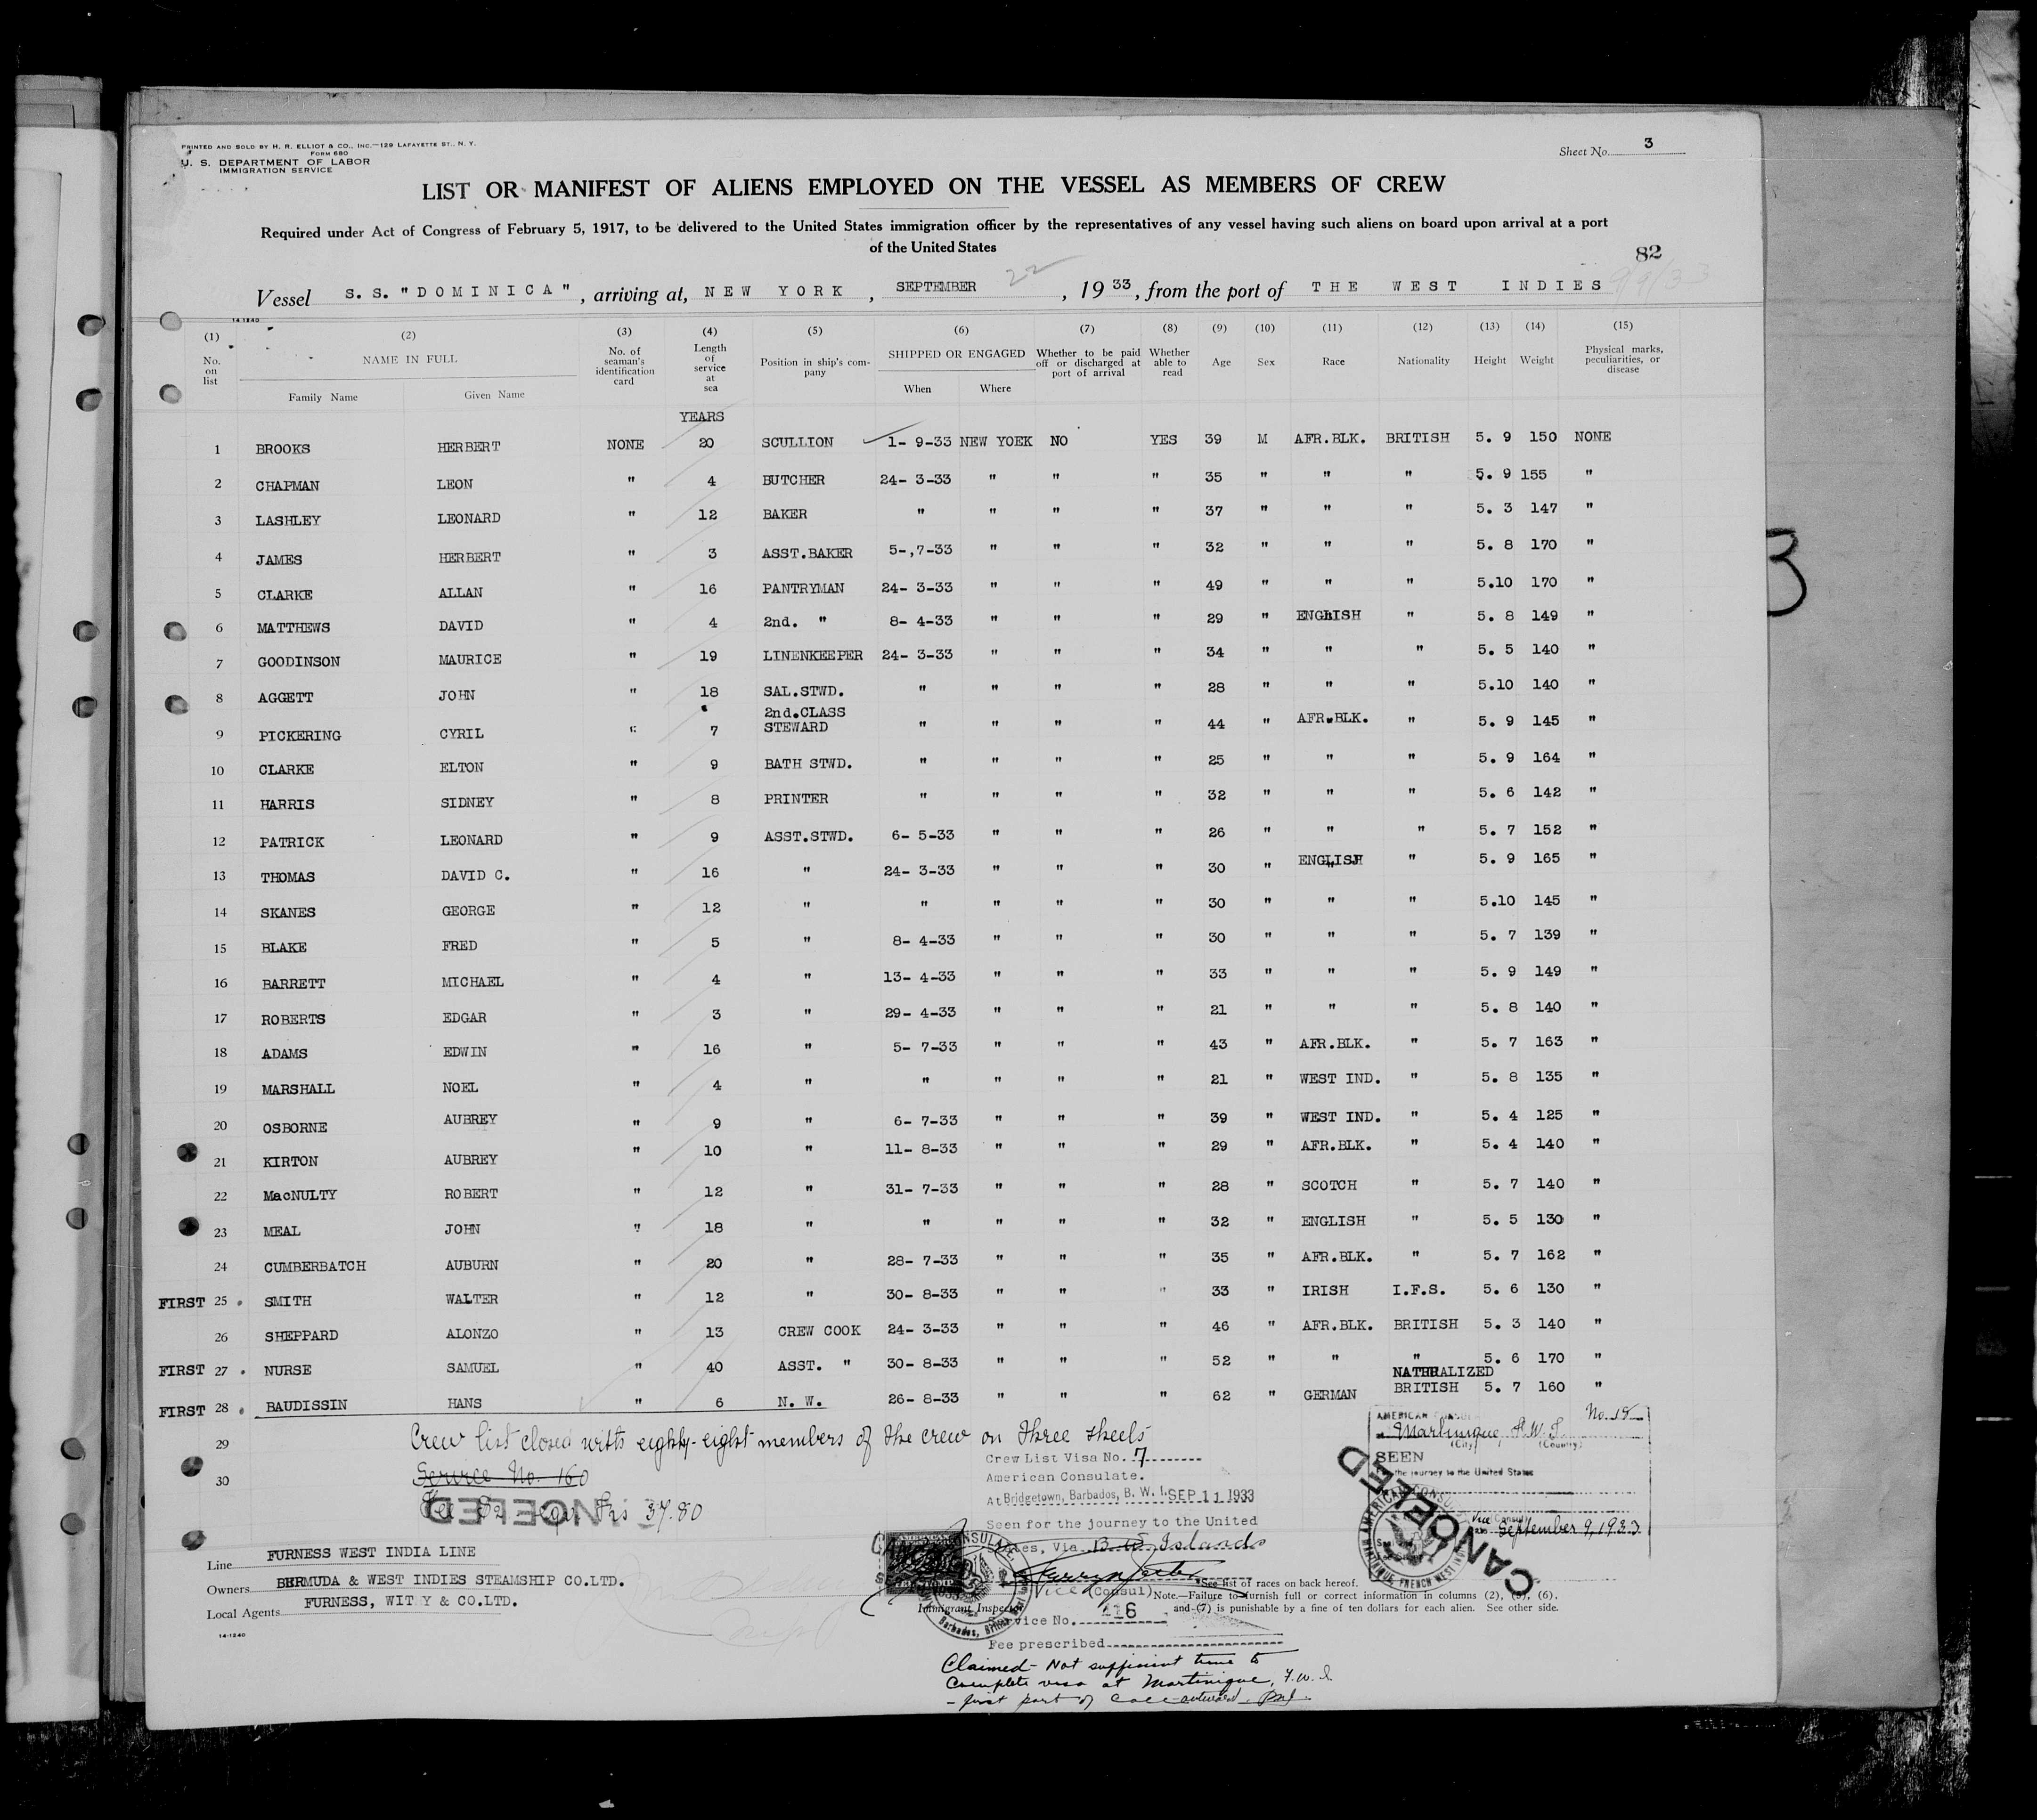 PRINTED AND SOLD BY H. R. ELLIOT & CO., INC.—129 LAFAYETTE ST., N. Y.
FORM 680
U. S. DEPARTMENT OF LABOR
IMMIGRATION SERVICE
Sheet No. 3
LIST OR MANIFEST OF ALIENS EMPLOYED ON THE VESSEL AS MEMBERS OF CREW
Required under Act of Congress of February 5, 1917, to be delivered to the United States immigration officer by the representatives of any vessel having such aliens on board upon arrival at a port
of the United States
82
Vessel S. S. "DOMINICA", arriving at, NEW YORK, SEPTEMBER 22, 1933, from the port of THE WEST INDIES 9/9/33
14-1240
(1) (2) (3) (4) (5) (6) (7) (8) (9) (10) (11) (12) (13) (14) (15)
No. on list NAME IN FULL Family Name Given Name No. of seaman's identification card Length of service at sea Position in ship's company SHIPPED OR ENGAGED When Where Whether to be paid off or discharged at port of arrival Whether able to read Age Sex Race Nationality Height Weight Physical marks, peculiarities, or disease
YEARS
1 BROOKS HERBERT NONE 20 SCULLION 1- 9-33 NEW YOEK NO YES 39 M AFR.BLK. BRITISH 5. 9 150 NONE
2 CHAPMAN LEON " 4 BUTCHER 24- 3-33 " " " 35 " " " 5. 9 155 "
3 LASHLEY LEONARD " 12 BAKER " " " " 37 " " " 5. 3 147 "
4 JAMES HERBERT " 3 ASST.BAKER 5-,7-33 " " " 32 " " " 5. 8 170 "
5 CLARKE ALLAN " 16 PANTRYMAN 24- 3-33 " " " 49 " " " 5.10 170 "
6 MATTHEWS DAVID " 4 2nd. " 8- 4-33 " " " 29 " ENGLISH " 5. 8 149 "
7 GOODINSON MAURICE " 19 LINENKEEPER 24- 3-33 " " " 34 " " " 5. 5 140 "
8 AGGETT JOHN " 18 SAL.STWD. " " " " 28 " " " 5.10 140 "
9 PICKERING CYRIL " 7 2nd.CLASS STEWARD " " " " 44 " AFR.BLK. " 5. 9 145 "
10 CLARKE ELTON " 9 BATH STWD. " " " " 25 " " " 5. 9 164 "
11 HARRIS SIDNEY " 8 PRINTER " " " " 32 " " " 5. 6 142 "
12 PATRICK LEONARD " 9 ASST.STWD. 6- 5-33 " " " 26 " " " 5. 7 152 "
13 THOMAS DAVID C. " 16 " 24- 3-33 " " " 30 " ENGLISH " 5. 9 165 "
14 SKANES GEORGE " 12 " " " " " 30 " " " 5.10 145 "
15 BLAKE FRED " 5 " 8- 4-33 " " " 30 " " " 5. 7 139 "
16 BARRETT MICHAEL " 4 " 13- 4-33 " " " 33 " " " 5. 9 149 "
17 ROBERTS EDGAR " 3 " 29- 4-33 " " " 21 " " " 5. 8 140 "
18 ADAMS EDWIN " 16 " 5- 7-33 " " " 43 " AFR.BLK. " 5. 7 163 "
19 MARSHALL NOEL " 4 " " " " " 21 " WEST IND. " 5. 8 135 "
20 OSBORNE AUBREY " 9 " 6- 7-33 " " " 39 " WEST IND. " 5. 4 125 "
21 KIRTON AUBREY " 10 " 11- 8-33 " " " 29 " AFR.BLK. " 5. 4 140 "
22 MacNULTY ROBERT " 12 " 31- 7-33 " " " 28 " SCOTCH " 5. 7 140 "
23 MEAL JOHN " 18 " " " " " 32 " ENGLISH " 5. 5 130 "
24 CUMBERBATCH AUBURN " 20 " 28- 7-33 " " " 35 " AFR.BLK. " 5. 7 162 "
FIRST 25 SMITH WALTER " 12 " 30- 8-33 " " " 33 " IRISH I.F.S. 5. 6 130 "
26 SHEPPARD ALONZO " 13 CREW COOK 24- 3-33 " " " 46 " AFR.BLK. BRITISH 5. 3 140 "
FIRST 27 NURSE SAMUEL " 40 ASST. " 30- 8-33 " " " 52 " " " 5. 6 170 "
FIRST 28 BAUDISSIN HANS " 6 N. W. 26- 8-33 " " " 62 " GERMAN NATURALIZED BRITISH 5. 7 160 "
29 Crew list closed with eighty-eight members of the crew on three sheets
30 Service No. 160
Frs 37.80
CANCELED
Crew List Visa No. 7
American Consulate.
At Bridgetown, Barbados, B. W. I. SEP 11 1933
Seen for the journey to the United
States, Via B. W. Islands
Vice (Consul)
Immigrant Inspector
Service No. 226
Fee prescribed
AMERICAN CONSUL No. 15
Martinique F.W.I.
(City) (Country)
SEEN
the journey to the United States
Vice Consul
September 9, 1933
CANCELED
AMERICAN CONSUL MARTINIQUE, FRENCH WEST INDIES
Line FURNESS WEST INDIA LINE
Owners BERMUDA & WEST INDIES STEAMSHIP CO.LTD.
Local Agents FURNESS, WIT Y & CO.LTD.
14-1240
*See list of races on back hereof.
Note.—Failure to furnish full or correct information in columns (2), (5), (6),
and (7) is punishable by a fine of ten dollars for each alien. See other side.
Claimed - Not sufficient time to
complete visa at Martinique, F.W.I.
- first port of call
3